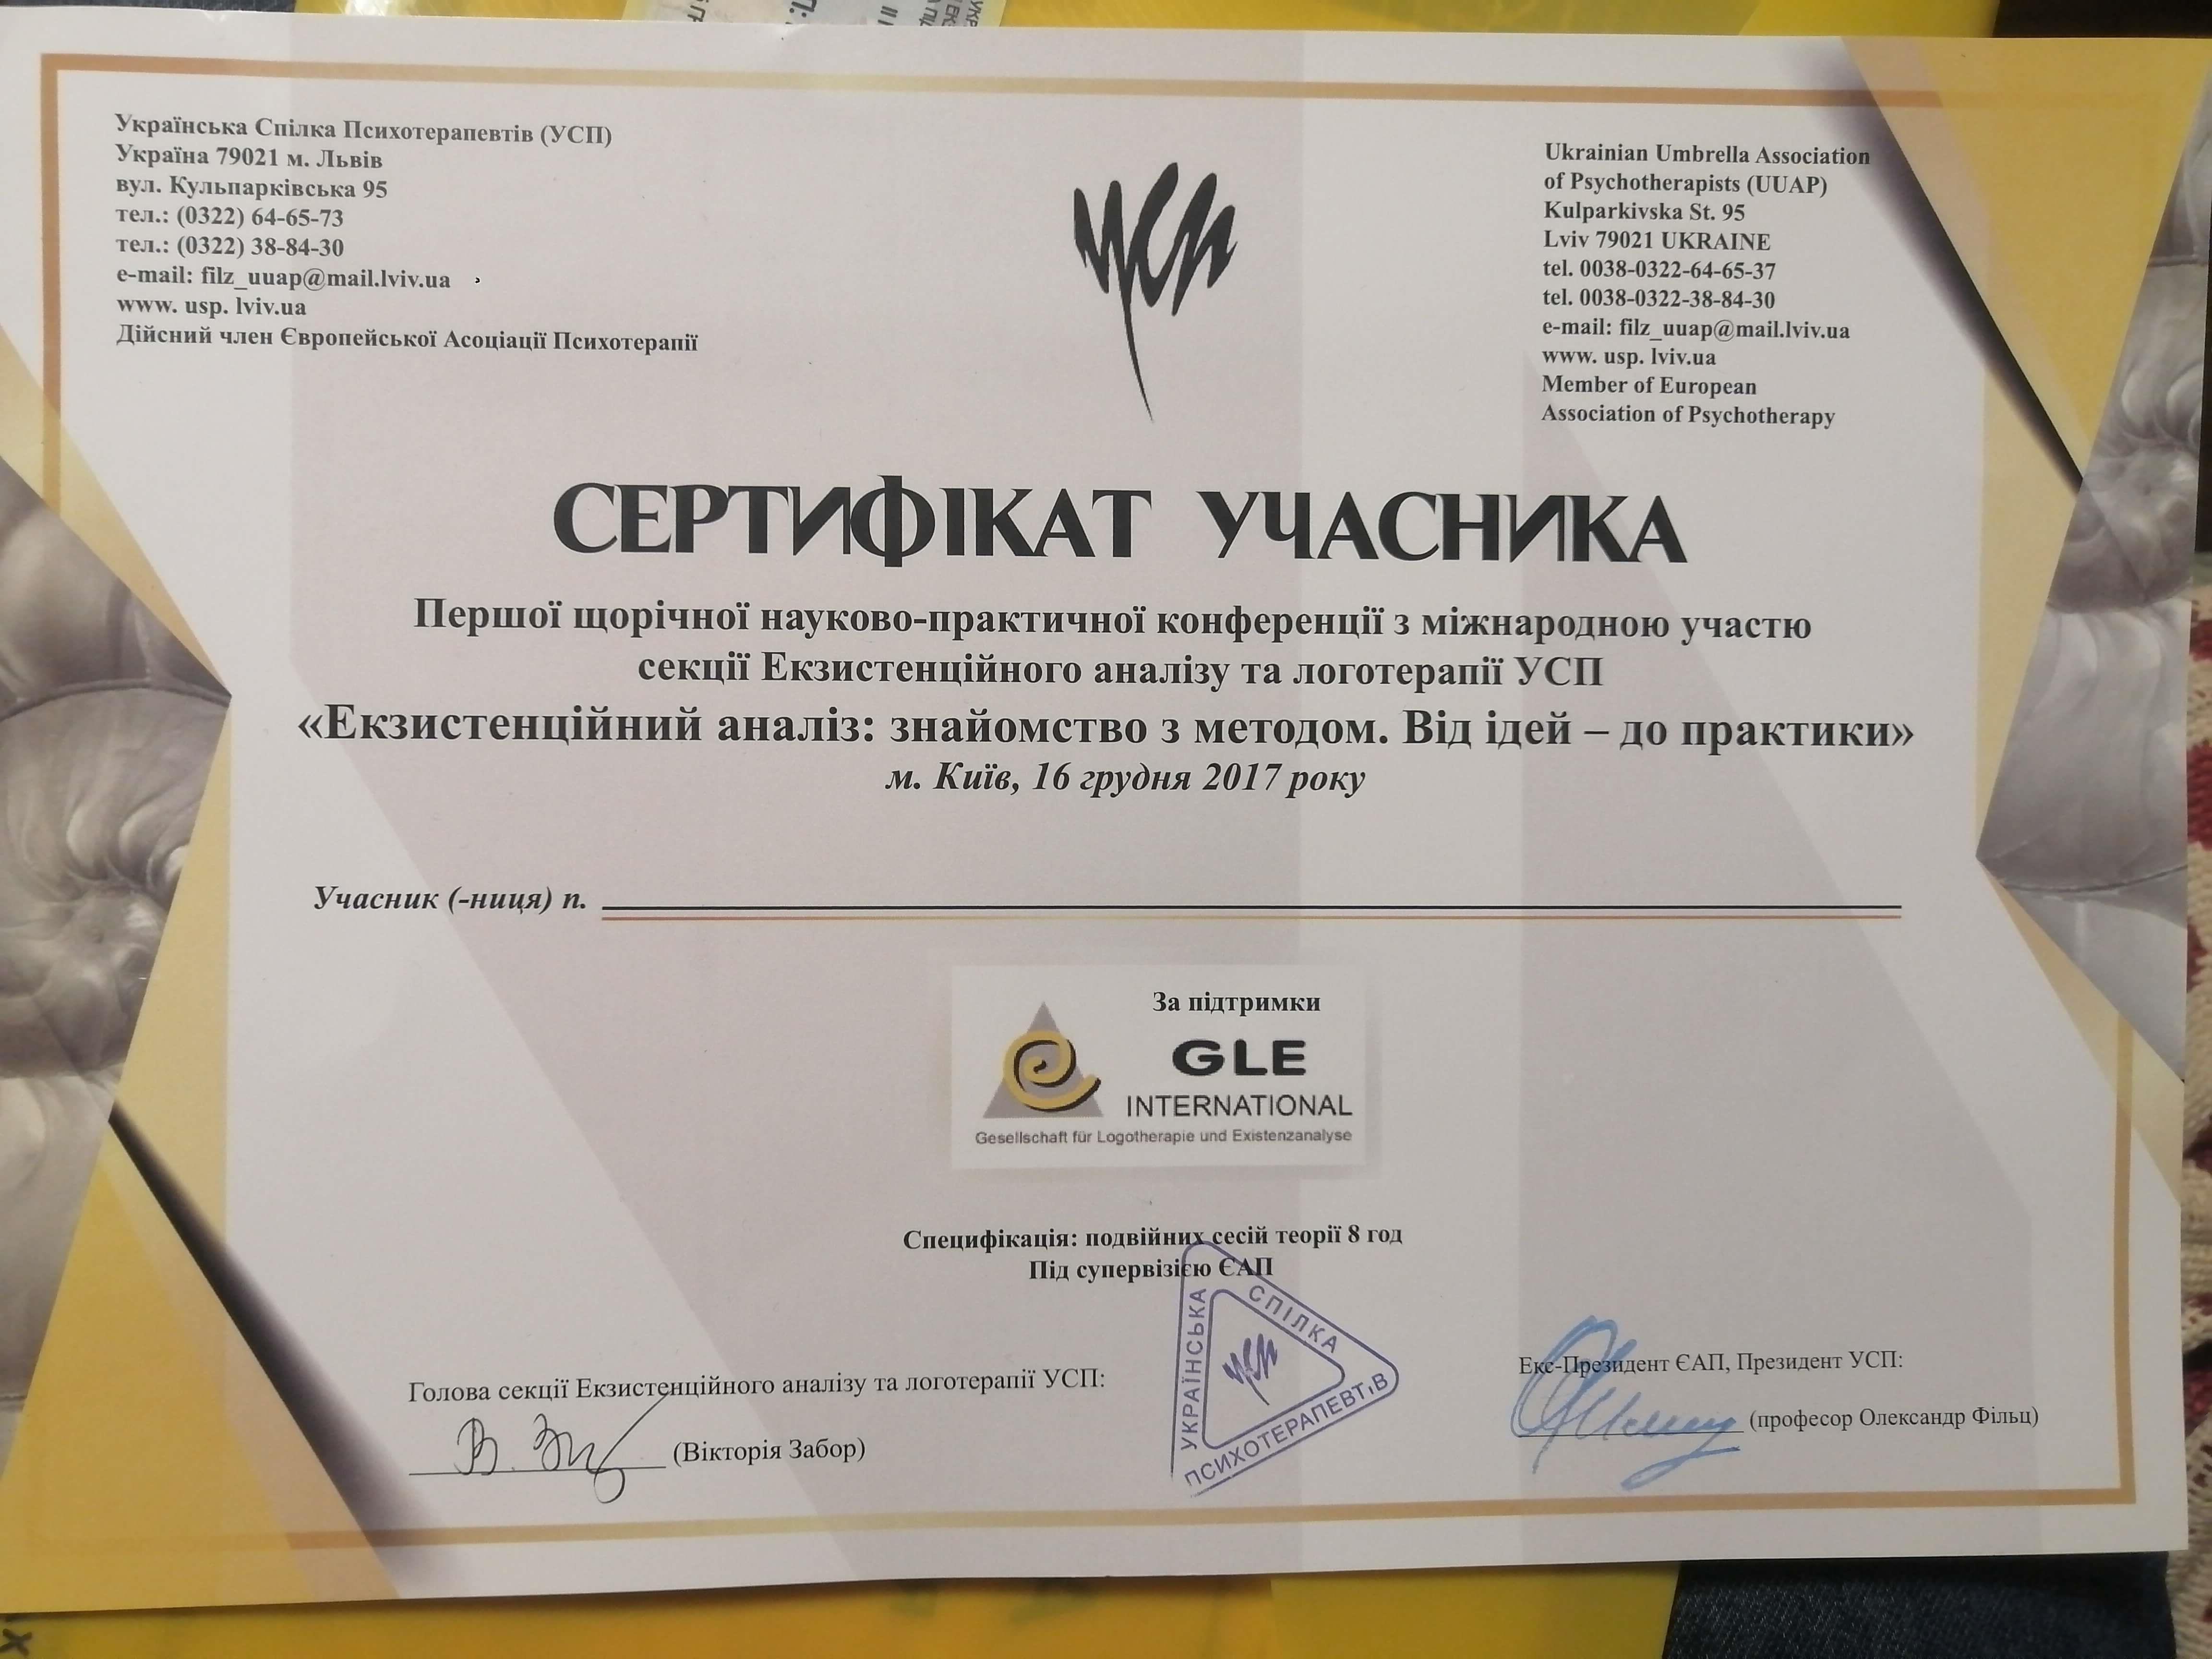 Українська Спілка Психотерапевтів (УСП)
Україна 79021 м. Львів
вул. Кульпарківська 95
тел.: (0322) 64-65-73
тел.: (0322) 38-84-30
e-mail: filz_uuap@mail.lviv.ua
www. usp. lviv.ua
Дійсний член Європейської Асоціації Психотерапії
усп
Ukrainian Umbrella Association
of Psychotherapists (UUAP)
Kulparkivska St. 95
Lviv 79021 UKRAINE
tel. 0038-0322-64-65-37
tel. 0038-0322-38-84-30
e-mail: filz_uuap@mail.lviv.ua
www. usp. lviv.ua
Member of European
Association of Psychotherapy
СЕРТИФІКАТ УЧАСНИКА
Першої щорічної науково-практичної конференції з міжнародною участю
секції Екзистенційного аналізу та логотерапії УСП
«Екзистенційний аналіз: знайомство з методом. Від ідей – до практики»
м. Київ, 16 грудня 2017 року
Учасник (-ниця) п.
За підтримки
GLE
INTERNATIONAL
Gesellschaft für Logotherapie und Existenzanalyse
Специфікація: подвійних сесій теорії 8 год
Під супервізією ЄАП
Голова секції Екзистенційного аналізу та логотерапії УСП:
(Вікторія Забор)
УКРАЇНСЬКА
СПІЛКА
ПСИХОТЕРАПЕВТІВ
усп
Екс-Президент ЄАП, Президент УСП:
(професор Олександр Фільц)